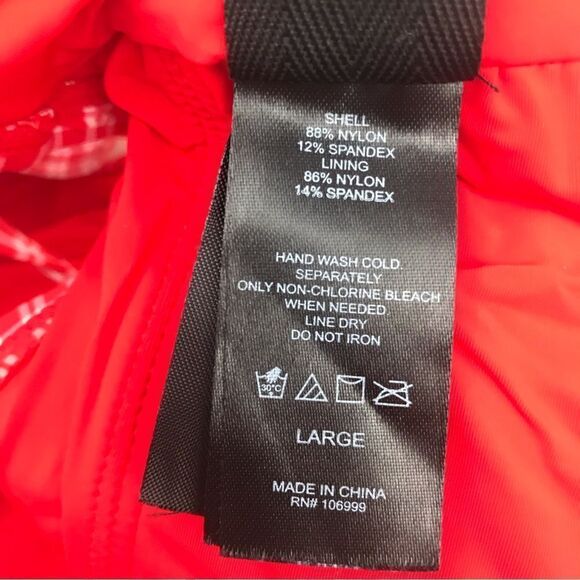 SHELL
88% NYLON
12% SPANDEX
LINING
86% NYLON
14% SPANDEX
HAND WASH COLD.
SEPARATELY
ONLY NON-CHLORINE BLEACH
WHEN NEEDED
LINE DRY
DO NOT IRON
30°C
LARGE
MADE IN CHINA
RN# 106999